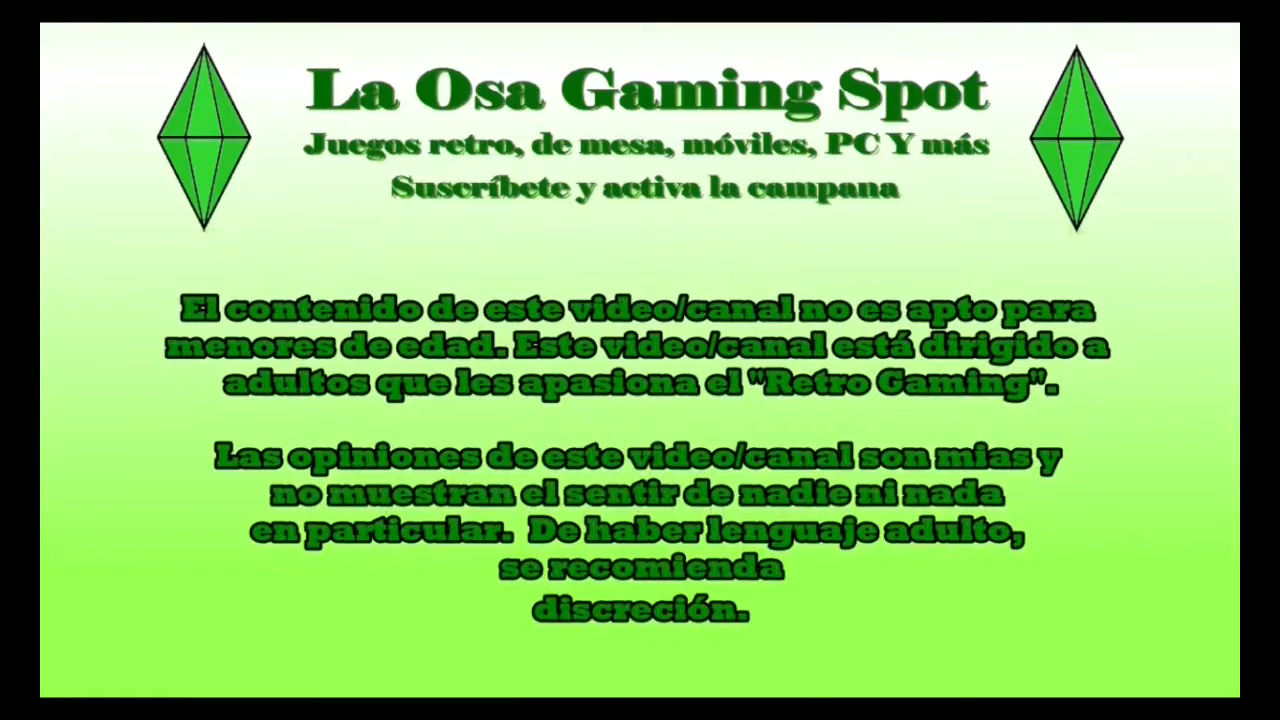 La Osa Gaming Spot
Juegos retro, de mesa, móviles, PC Y más
Suscríbete y activa la campana
El contenido de este video/canal no es apto para
menores de edad. Este video/canal está dirigido a
adultos que les apasiona el "Retro Gaming".
Las opiniones de este video/canal son mias y
no muestran el sentir de nadie ni nada
en particular. De haber lenguaje adulto,
se recomienda
discreción.